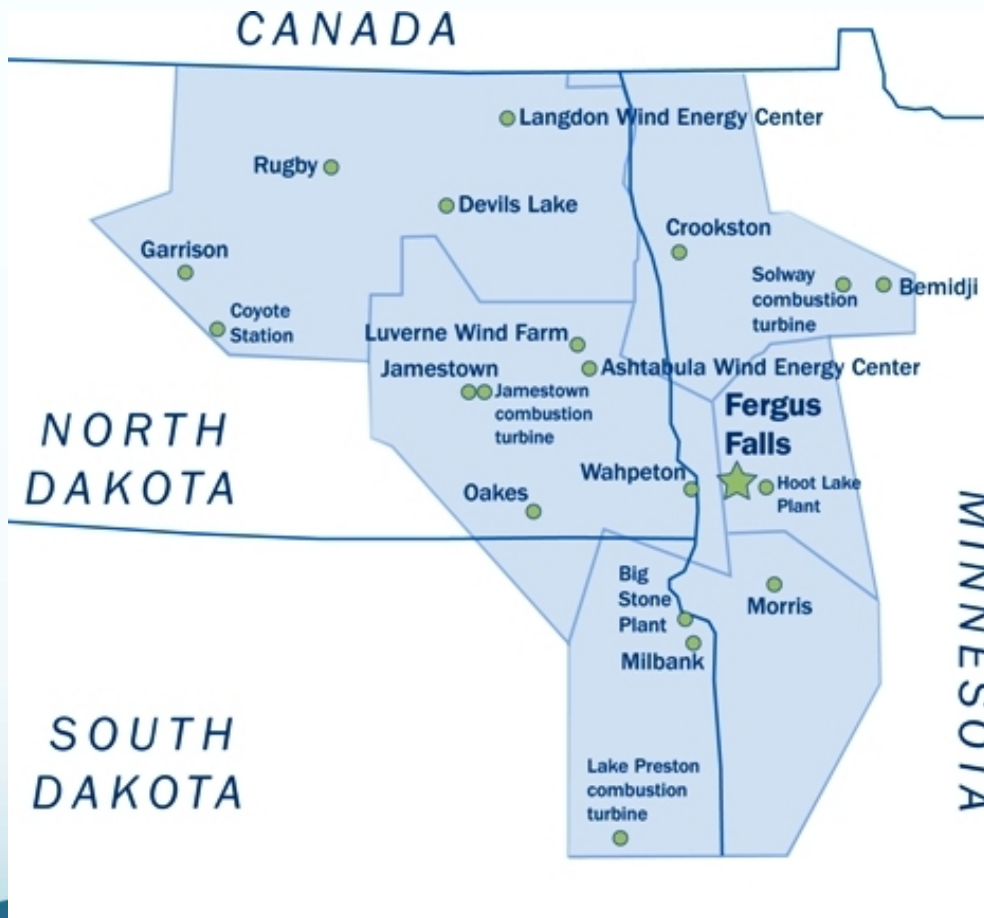 CANADA
Langdon Wind Energy Center
Rugby
Devils Lake
Crookston
Garrison
Solway
combustion
turbine
Bemidji
Coyote
Station
Luverne Wind Farm
Jamestown
Ashtabula Wind Energy Center
Jamestown
combustion
turbine
Fergus
Falls
NORTH
DAKOTA
Wahpeton
Hoot Lake
Plant
Oakes
MINNESOTA
Big
Stone
Plant
Morris
Milbank
SOUTH
DAKOTA
Lake Preston
combustion
turbine